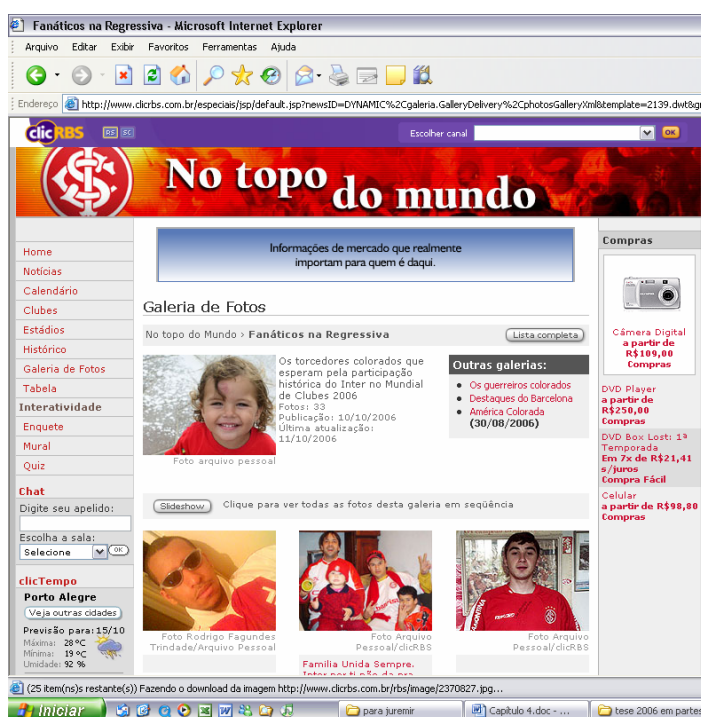 Fanáticos na Regressiva - Microsoft Internet Explorer
Arquivo Editar Exibir Favoritos Ferramentas Ajuda
Endereço http://www.clicrbs.com.br/especiais/jsp/default.jsp?newsID=DYNAMIC%2Cgaleria.GalleryDelivery%2CphotosGalleryXml&template=2139.dwt&g
clicRBS RS SC Escolher canal OK
No topo do mundo
Informações de mercado que realmente
importam para quem é daqui.
Home
Notícias
Calendário
Clubes
Estádios
Histórico
Galeria de Fotos
Tabela
Interatividade
Enquete
Mural
Quiz
Chat
Digite seu apelido:
Escolha a sala:
Selecione OK
clicTempo
Porto Alegre
Veja outras cidades
Previsão para: 15/10
Máxima: 28ºC
Mínima: 19ºC
Umidade: 92 %
Galeria de Fotos
No topo do Mundo › Fanáticos na Regressiva Lista completa
Os torcedores colorados que
esperam pela participação
histórica do Inter no Mundial
de Clubes 2006
Fotos: 33
Publicação: 10/10/2006
Última atualização:
11/10/2006
Foto arquivo pessoal
Outras galerias:
Os guerreiros colorados
Destaques do Barcelona
América Colorada
(30/08/2006)
Slideshow Clique para ver todas as fotos desta galeria em seqüência
Foto Rodrigo Fagundes
Trindade/Arquivo Pessoal
Foto Arquivo
Pessoal/clicRBS
Familia Unida Sempre.
Inter por ti não da pra
Foto Arquivo
Pessoal/clicRBS
Compras
Câmera Digital
a partir de
R$109,00
Compras
DVD Player
a partir de
R$250,00
Compras
DVD Box Lost: 1ª
Temporada
Em 7x de R$21,41
s/juros
Compra Fácil
Celular
a partir de R$98,80
Compras
(25 item(ns)s restante(s)) Fazendo o download da imagem http://www.clicrbs.com.br/rbs/image/2370827.jpg...
Iniciar para juremir Capítulo 4.doc - ... tese 2006 em partes